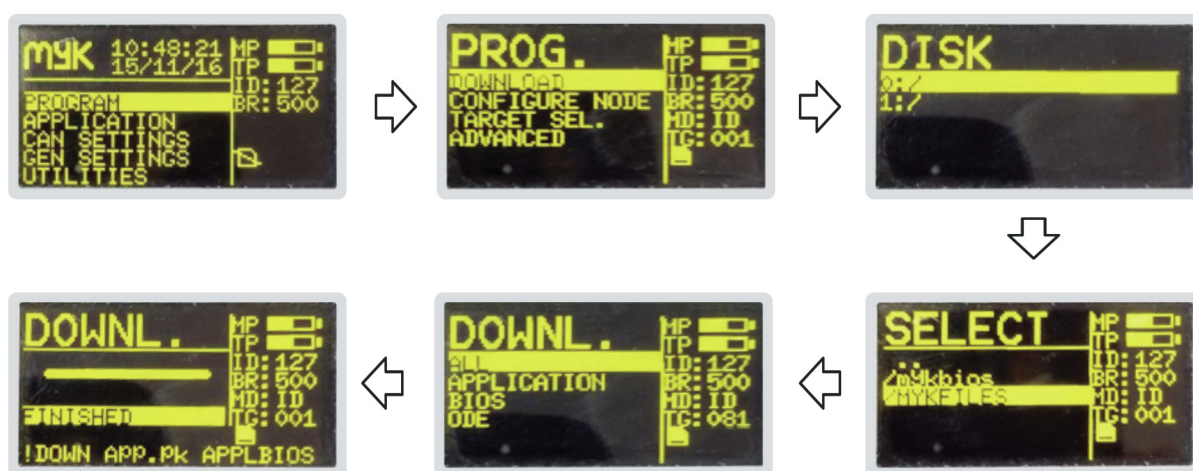 mYK 10:48:21
15/11/16
MP
TP
ID:127
BR:500
PROGRAM
APPLICATION
CAN SETTINGS
GEN SETTINGS
UTILITIES
PROG.
DOWNLOAD
CONFIGURE NODE
TARGET SEL.
ADVANCED
MP
TP
ID:127
BR:500
MD:ID
TG:001
DISK
0:/
1:/
DOWNL.
FINISHED
!DOWN APP.PK APPLBIOS
MP
TP
ID:127
BR:500
MD:ID
TG:001
DOWNL.
ALL
APPLICATION
BIOS
ODE
MP
TP
ID:127
BR:500
MD:ID
TG:081
SELECT
..
/mykbios
/MYKFILES
MP
TP
ID:127
BR:500
MD:ID
TG:001